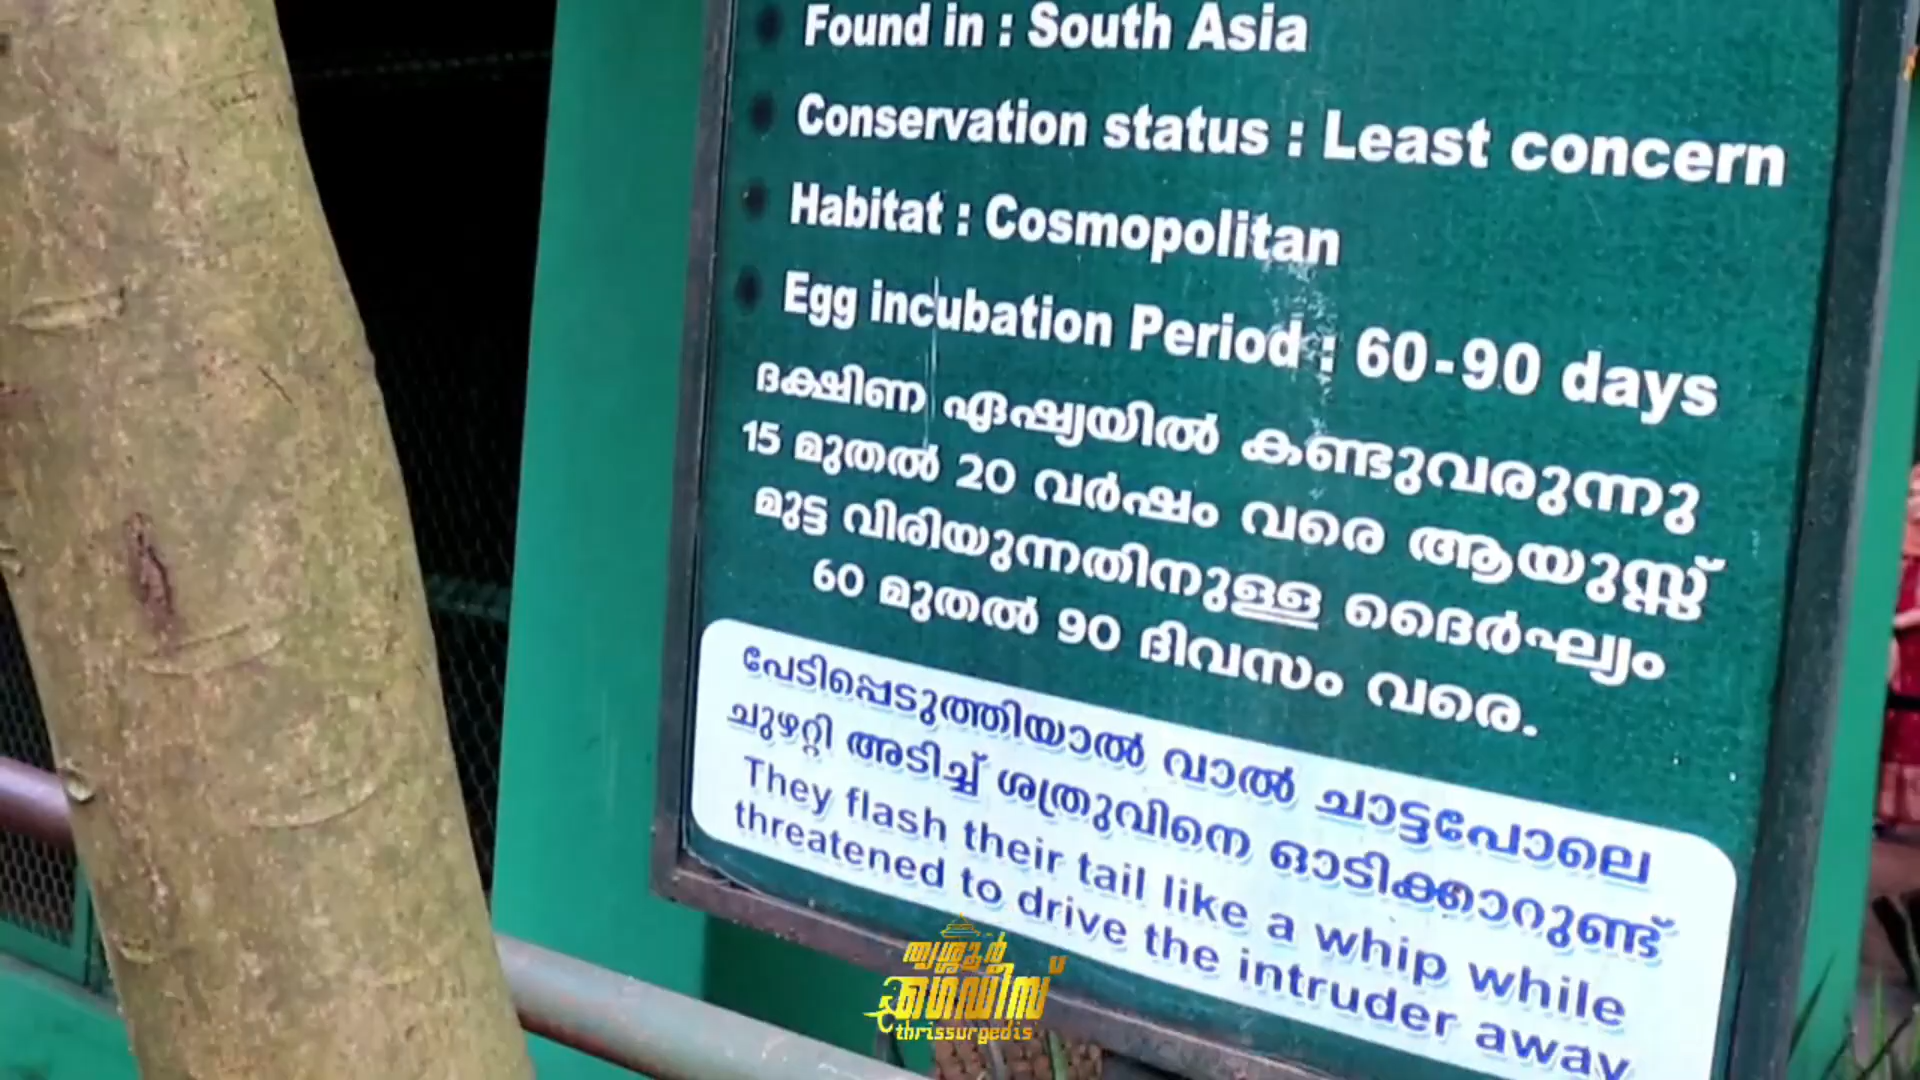 Found in : South Asia
Conservation status : Least concern
Habitat : Cosmopolitan
Egg incubation Period : 60-90 days
ദക്ഷിണ ഏഷ്യയിൽ കണ്ടുവരുന്നു
15 മുതൽ 20 വർഷം വരെ ആയുസ്സ്
മുട്ട വിരിയുന്നതിനുള്ള ദൈർഘ്യം
60 മുതൽ 90 ദിവസം വരെ.
പേടിപ്പെടുത്തിയാൽ വാൽ ചാട്ടപോലെ
ചുഴറ്റി അടിച്ച് ശത്രുവിനെ ഓടിക്കാറുണ്ട്
They flash their tail like a whip while
threatened to drive the intruder away
തൃശ്ശൂർ
ഗെഡിസ്
thrissurgedis